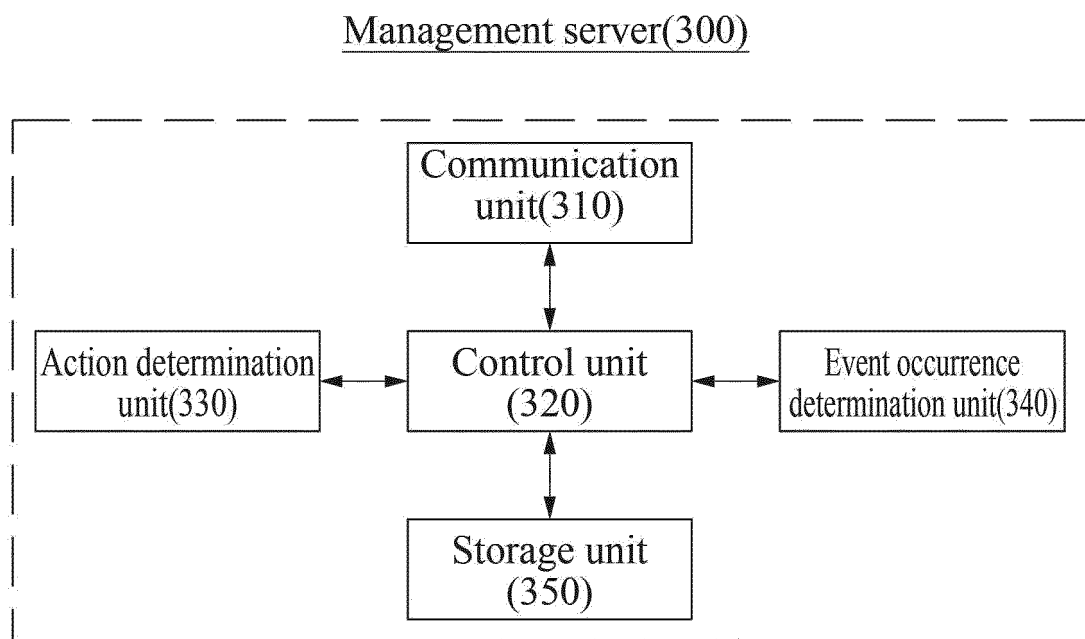 Management server(300)
Communication
unit(310)
Action determination
unit(330)
Control unit
(320)
Event occurrence
determination unit(340)
Storage unit
(350)